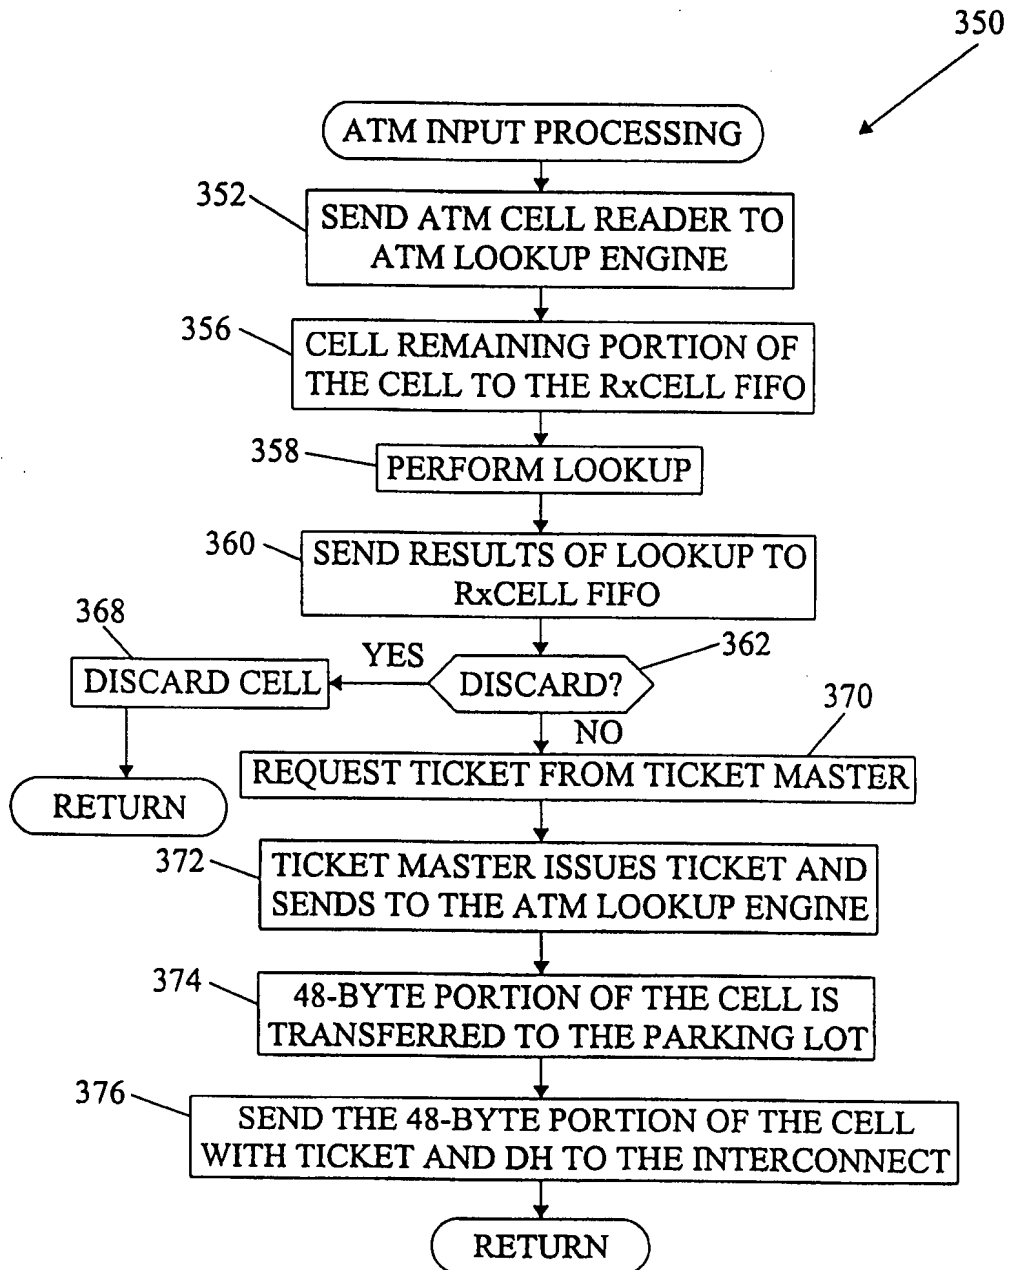 350
ATM INPUT PROCESSING
352
SEND ATM CELL READER TO
ATM LOOKUP ENGINE
356
CELL REMAINING PORTION OF
THE CELL TO THE RxCELL FIFO
358
PERFORM LOOKUP
360
SEND RESULTS OF LOOKUP TO
RxCELL FIFO
362
DISCARD?
YES
368
DISCARD CELL
RETURN
NO
370
REQUEST TICKET FROM TICKET MASTER
372
TICKET MASTER ISSUES TICKET AND
SENDS TO THE ATM LOOKUP ENGINE
374
48-BYTE PORTION OF THE CELL IS
TRANSFERRED TO THE PARKING LOT
376
SEND THE 48-BYTE PORTION OF THE CELL
WITH TICKET AND DH TO THE INTERCONNECT
RETURN